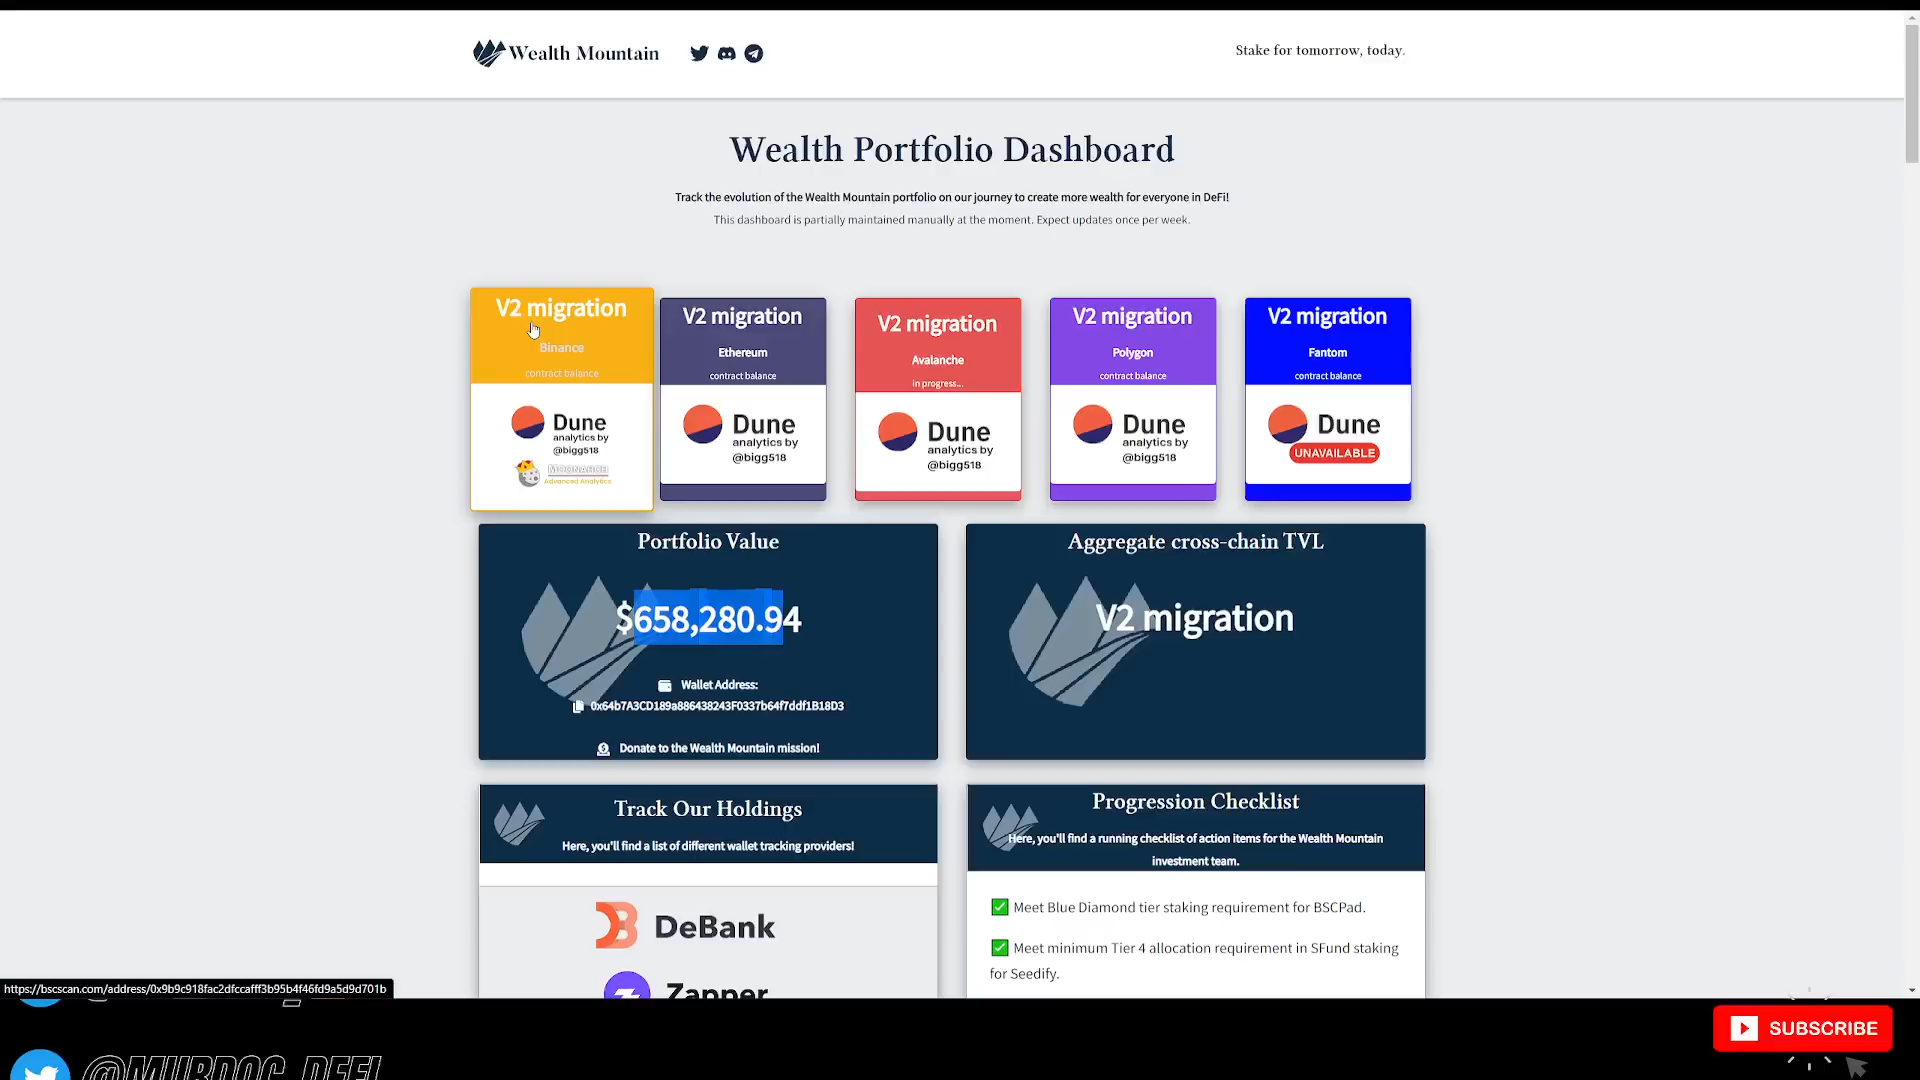 Wealth Mountain
Stake for tomorrow, today.
Wealth Portfolio Dashboard
Track the evolution of the Wealth Mountain portfolio on our journey to create more wealth for everyone in DeFi!
This dashboard is partially maintained manually at the moment. Expect updates once per week.
V2 migration
Binance
contract balance
Dune
analytics by
@bigg518
MOONARCH
Advanced Analytics
V2 migration
Ethereum
contract balance
Dune
analytics by
@bigg518
V2 migration
Avalanche
in progress...
Dune
analytics by
@bigg518
V2 migration
Polygon
contract balance
Dune
analytics by
@bigg518
V2 migration
Fantom
contract balance
Dune
UNAVAILABLE
Portfolio Value
$658,280.94
Wallet Address:
0x64b7A3CD189a886438243F0337b64f7ddf1B18D3
Donate to the Wealth Mountain mission!
Aggregate cross-chain TVL
V2 migration
Track Our Holdings
Here, you'll find a list of different wallet tracking providers!
DeBank
Zapper
Progression Checklist
Here, you'll find a running checklist of action items for the Wealth Mountain
investment team.
Meet Blue Diamond tier staking requirement for BSCPad.
Meet minimum Tier 4 allocation requirement in SFund staking
for Seedify.
https://bscscan.com/address/0x9b9c918fac2dfccafff3b95b4f46fd9a5d9d701b
@MURDOC_DEFI
SUBSCRIBE